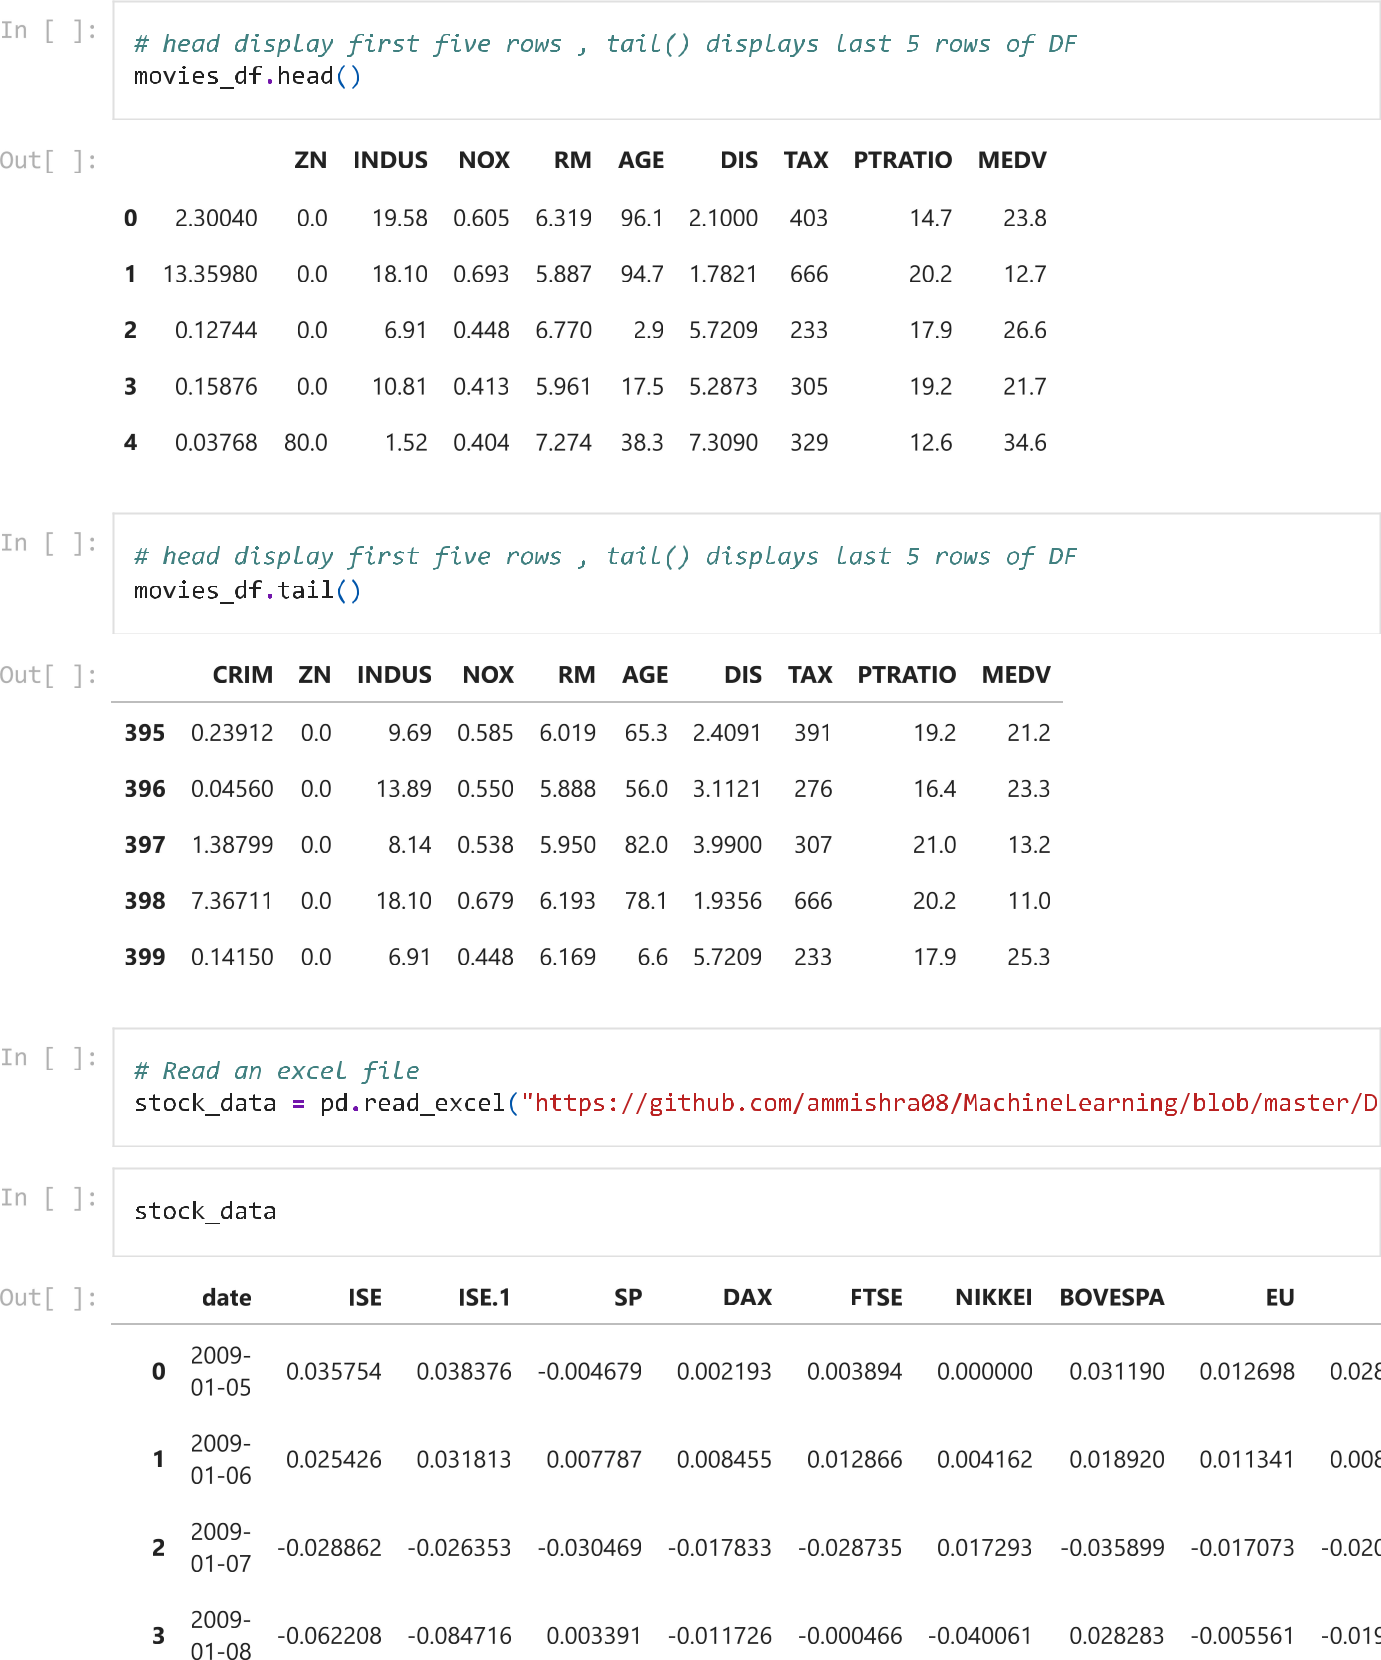 In [ ]:
# head display first five rows , tail() displays last 5 rows of DF
movies_df.head()
Out[ ]:
ZN INDUS NOX RM AGE DIS TAX PTRATIO MEDV
0 2.30040 0.0 19.58 0.605 6.319 96.1 2.1000 403 14.7 23.8
1 13.35980 0.0 18.10 0.693 5.887 94.7 1.7821 666 20.2 12.7
2 0.12744 0.0 6.91 0.448 6.770 2.9 5.7209 233 17.9 26.6
3 0.15876 0.0 10.81 0.413 5.961 17.5 5.2873 305 19.2 21.7
4 0.03768 80.0 1.52 0.404 7.274 38.3 7.3090 329 12.6 34.6
In [ ]:
# head display first five rows , tail() displays last 5 rows of DF
movies_df.tail()
Out[ ]:
CRIM ZN INDUS NOX RM AGE DIS TAX PTRATIO MEDV
395 0.23912 0.0 9.69 0.585 6.019 65.3 2.4091 391 19.2 21.2
396 0.04560 0.0 13.89 0.550 5.888 56.0 3.1121 276 16.4 23.3
397 1.38799 0.0 8.14 0.538 5.950 82.0 3.9900 307 21.0 13.2
398 7.36711 0.0 18.10 0.679 6.193 78.1 1.9356 666 20.2 11.0
399 0.14150 0.0 6.91 0.448 6.169 6.6 5.7209 233 17.9 25.3
In [ ]:
# Read an excel file
stock_data = pd.read_excel("https://github.com/ammishra08/MachineLearning/blob/master/D
In [ ]:
stock_data
Out[ ]:
date ISE ISE.1 SP DAX FTSE NIKKEI BOVESPA EU
0 2009-01-05 0.035754 0.038376 -0.004679 0.002193 0.003894 0.000000 0.031190 0.012698 0.028
1 2009-01-06 0.025426 0.031813 0.007787 0.008455 0.012866 0.004162 0.018920 0.011341 0.008
2 2009-01-07 -0.028862 -0.026353 -0.030469 -0.017833 -0.028735 0.017293 -0.035899 -0.017073 -0.020
3 2009-01-08 -0.062208 -0.084716 0.003391 -0.011726 -0.000466 -0.040061 0.028283 -0.005561 -0.019